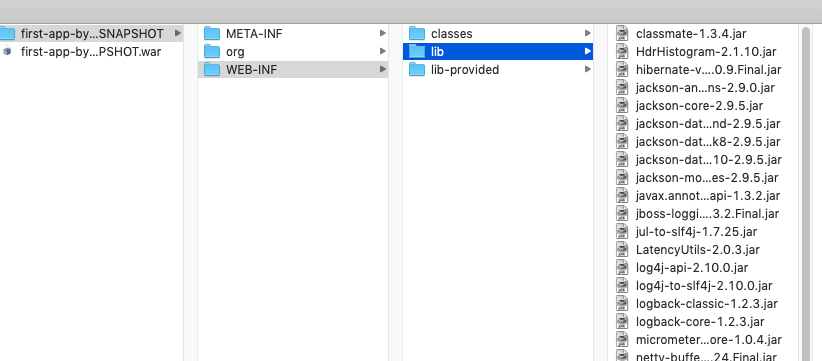 first-app-by...SNAPSHOT
first-app-by...PSHOT.war
META-INF
org
WEB-INF
classes
lib
lib-provided
classmate-1.3.4.jar
HdrHistogram-2.1.10.jar
hibernate-v....0.9.Final.jar
jackson-an...ns-2.9.0.jar
jackson-core-2.9.5.jar
jackson-dat...nd-2.9.5.jar
jackson-dat...k8-2.9.5.jar
jackson-dat...10-2.9.5.jar
jackson-mo...es-2.9.5.jar
javax.annot...api-1.3.2.jar
jboss-loggi....3.2.Final.jar
jul-to-slf4j-1.7.25.jar
LatencyUtils-2.0.3.jar
log4j-api-2.10.0.jar
log4j-to-slf4j-2.10.0.jar
logback-classic-1.2.3.jar
logback-core-1.2.3.jar
micrometer...ore-1.0.4.jar
netty-buffe....24.Final.jar